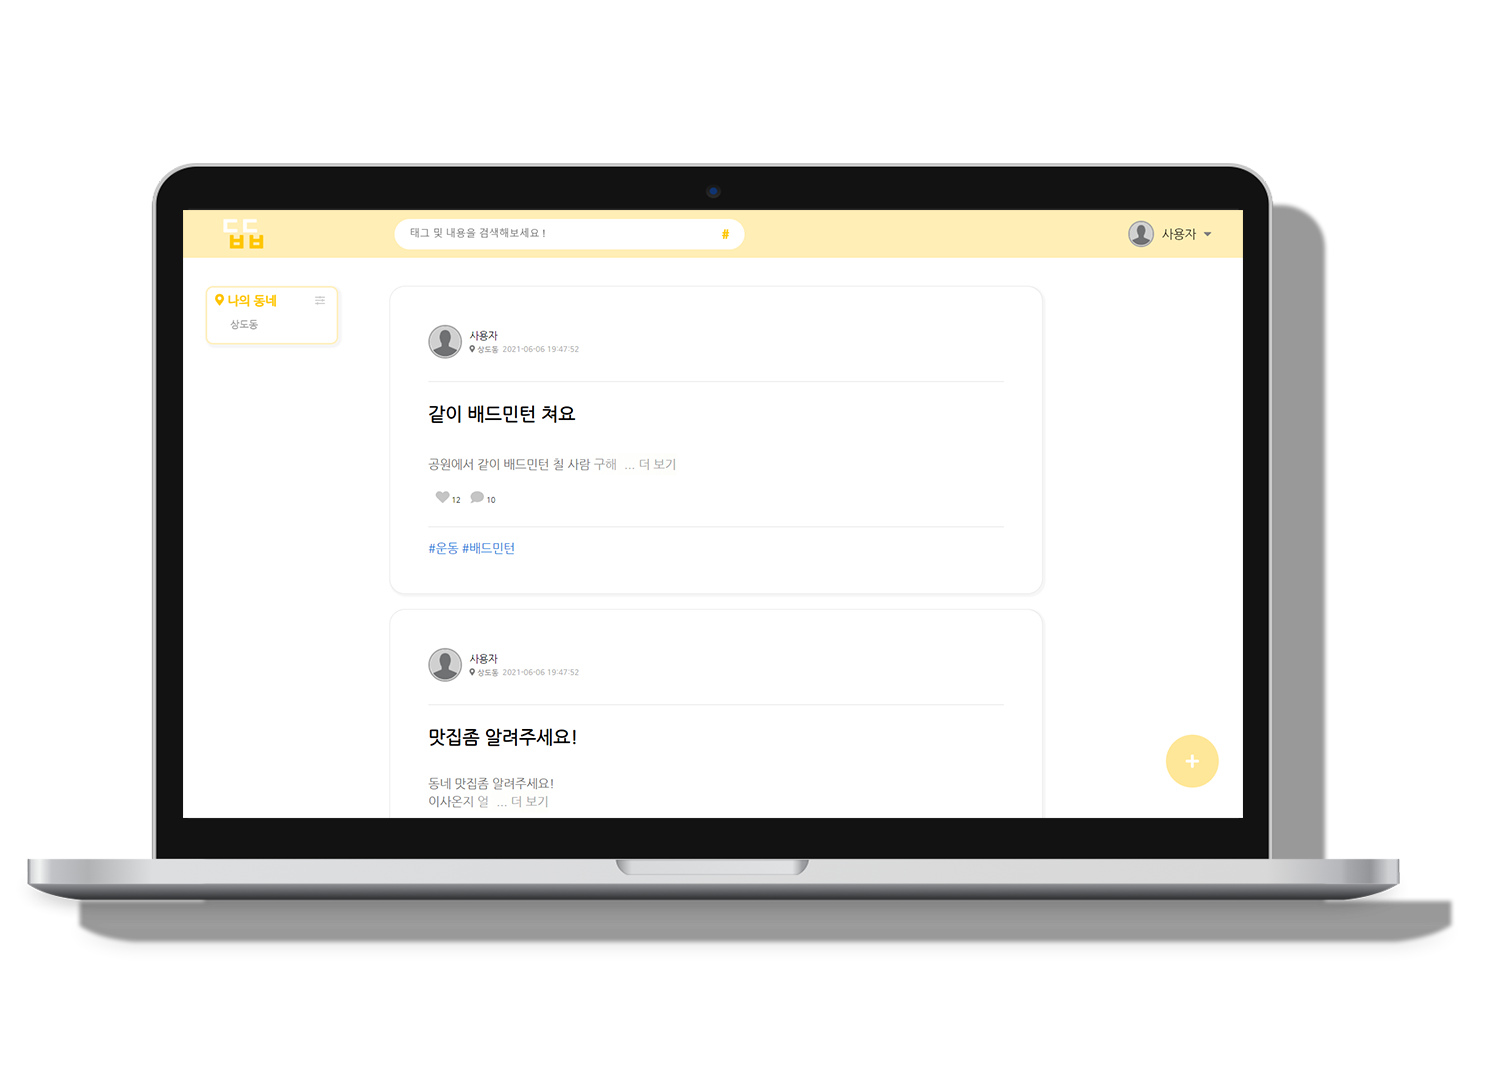 태그 및 내용을 검색해보세요 !
#
사용자
나의 동네
상도동
사용자
상도동 2021-06-06 19:47:52
같이 배드민턴 쳐요
공원에서 같이 배드민턴 칠 사람 구해 ... 더 보기
12 10
#운동 #배드민턴
사용자
상도동 2021-06-06 19:47:52
맛집좀 알려주세요!
동네 맛집좀 알려주세요!
이사온지 얼 ... 더 보기
+